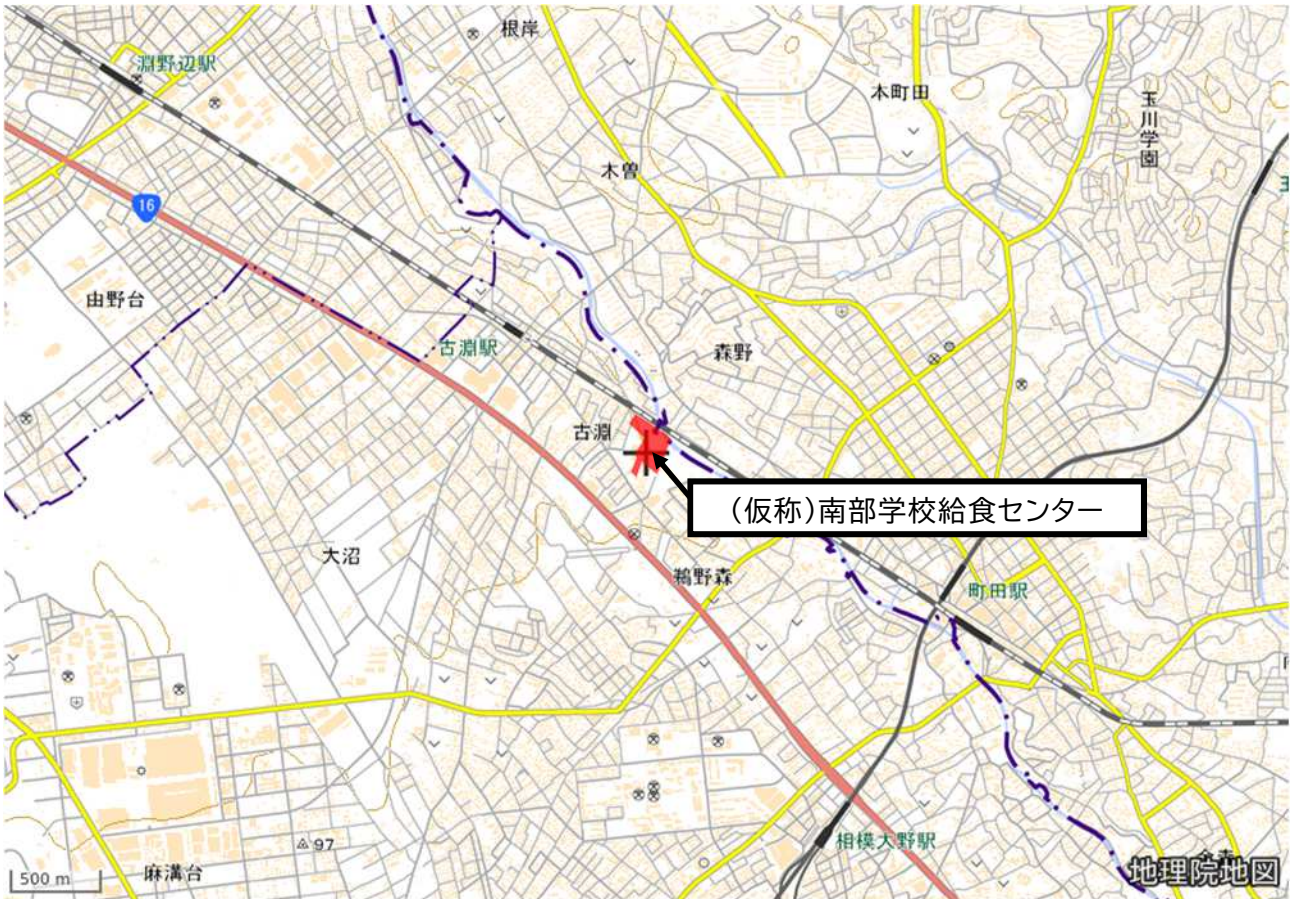 根岸
淵野辺駅
本町田
玉川学園
木曽
16
由野台
古淵駅
森野
古淵
(仮称)南部学校給食センター
大沼
鵜野森
町田駅
相模大野駅
97
麻溝台
500 m
地理院地図